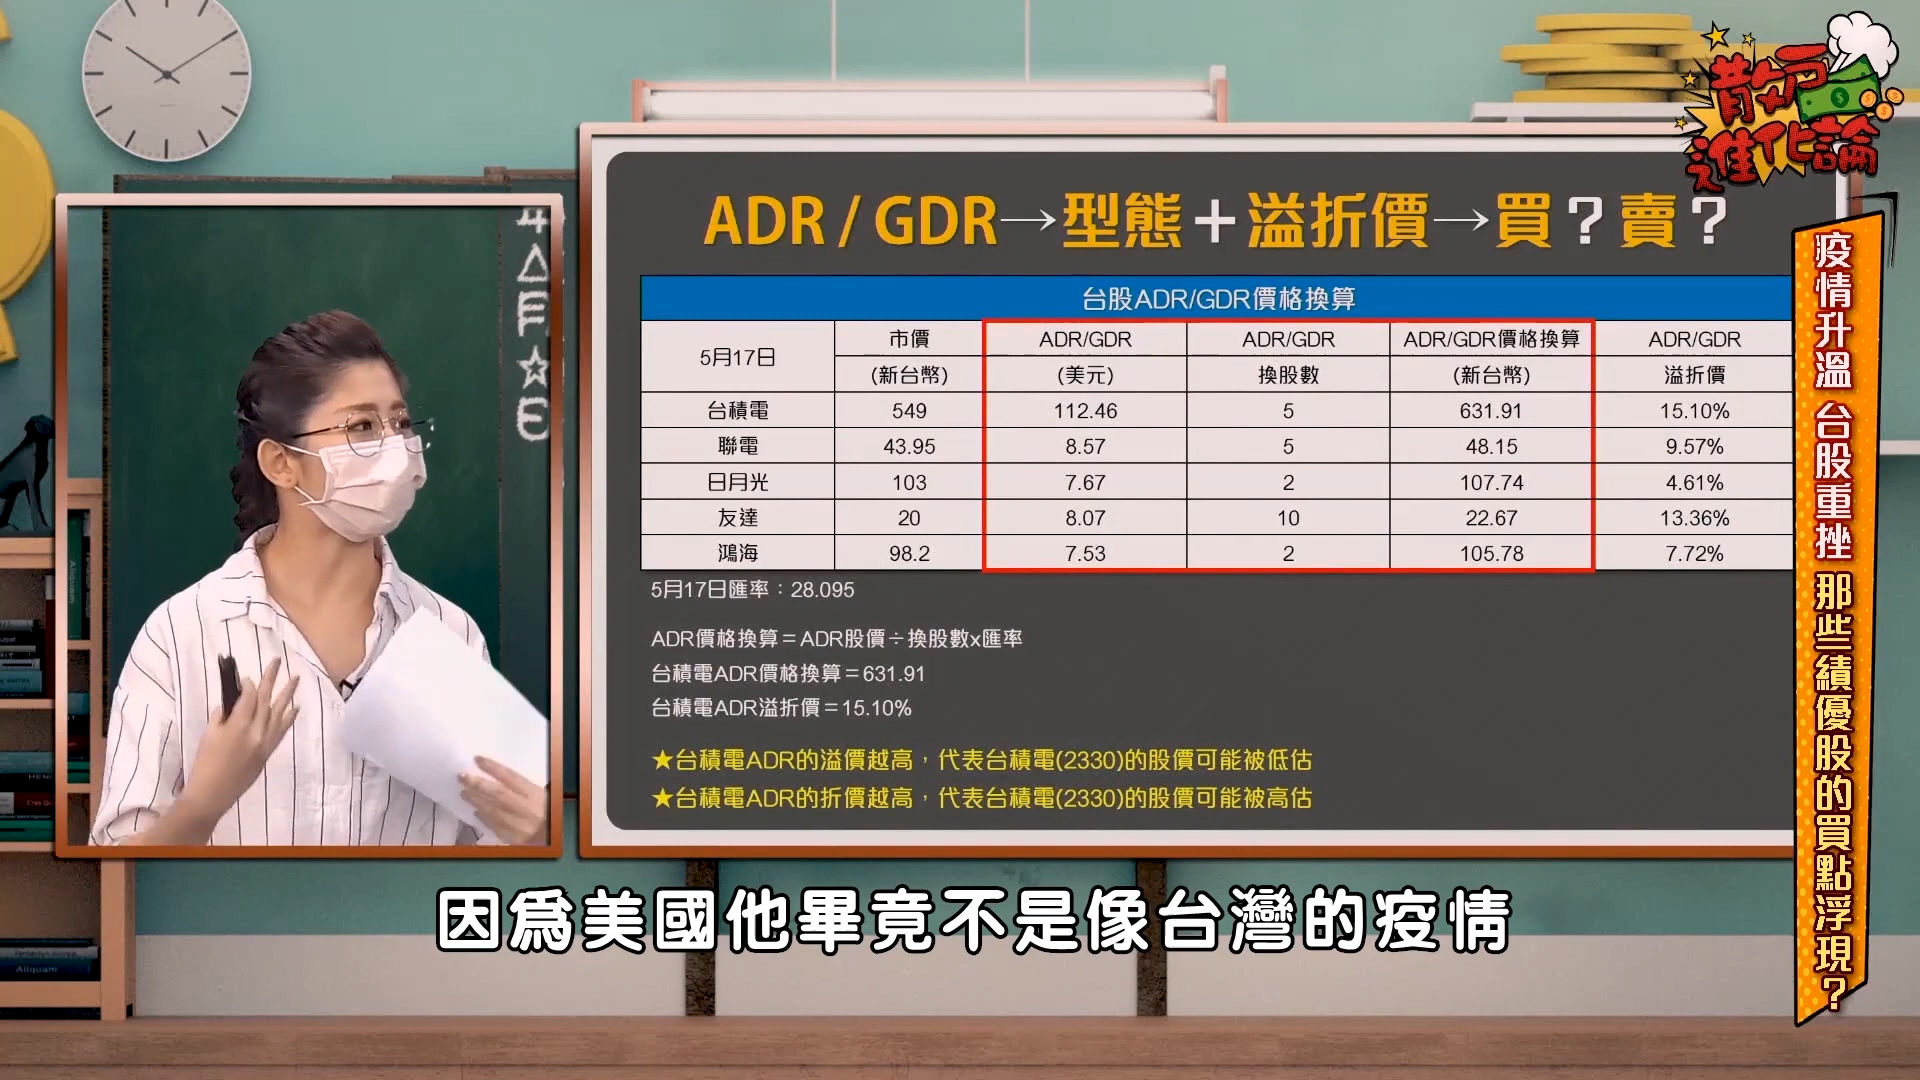 散戶
進化論
ADR / GDR→型態＋溢折價→買？賣？
台股ADR/GDR價格換算
5月17日 市價 ADR/GDR ADR/GDR ADR/GDR價格換算 ADR/GDR
(新台幣) (美元) 換股數 (新台幣) 溢折價
台積電 549 112.46 5 631.91 15.10%
聯電 43.95 8.57 5 48.15 9.57%
日月光 103 7.67 2 107.74 4.61%
友達 20 8.07 10 22.67 13.36%
鴻海 98.2 7.53 2 105.78 7.72%
5月17日匯率：28.095
ADR價格換算＝ADR股價÷換股數x匯率
台積電ADR價格換算＝631.91
台積電ADR溢折價＝15.10%
★台積電ADR的溢價越高，代表台積電(2330)的股價可能被低估
★台積電ADR的折價越高，代表台積電(2330)的股價可能被高估
疫情升溫 台股重挫 那些績優股的買點浮現？
因為美國他畢竟不是像台灣的疫情
Aliquam